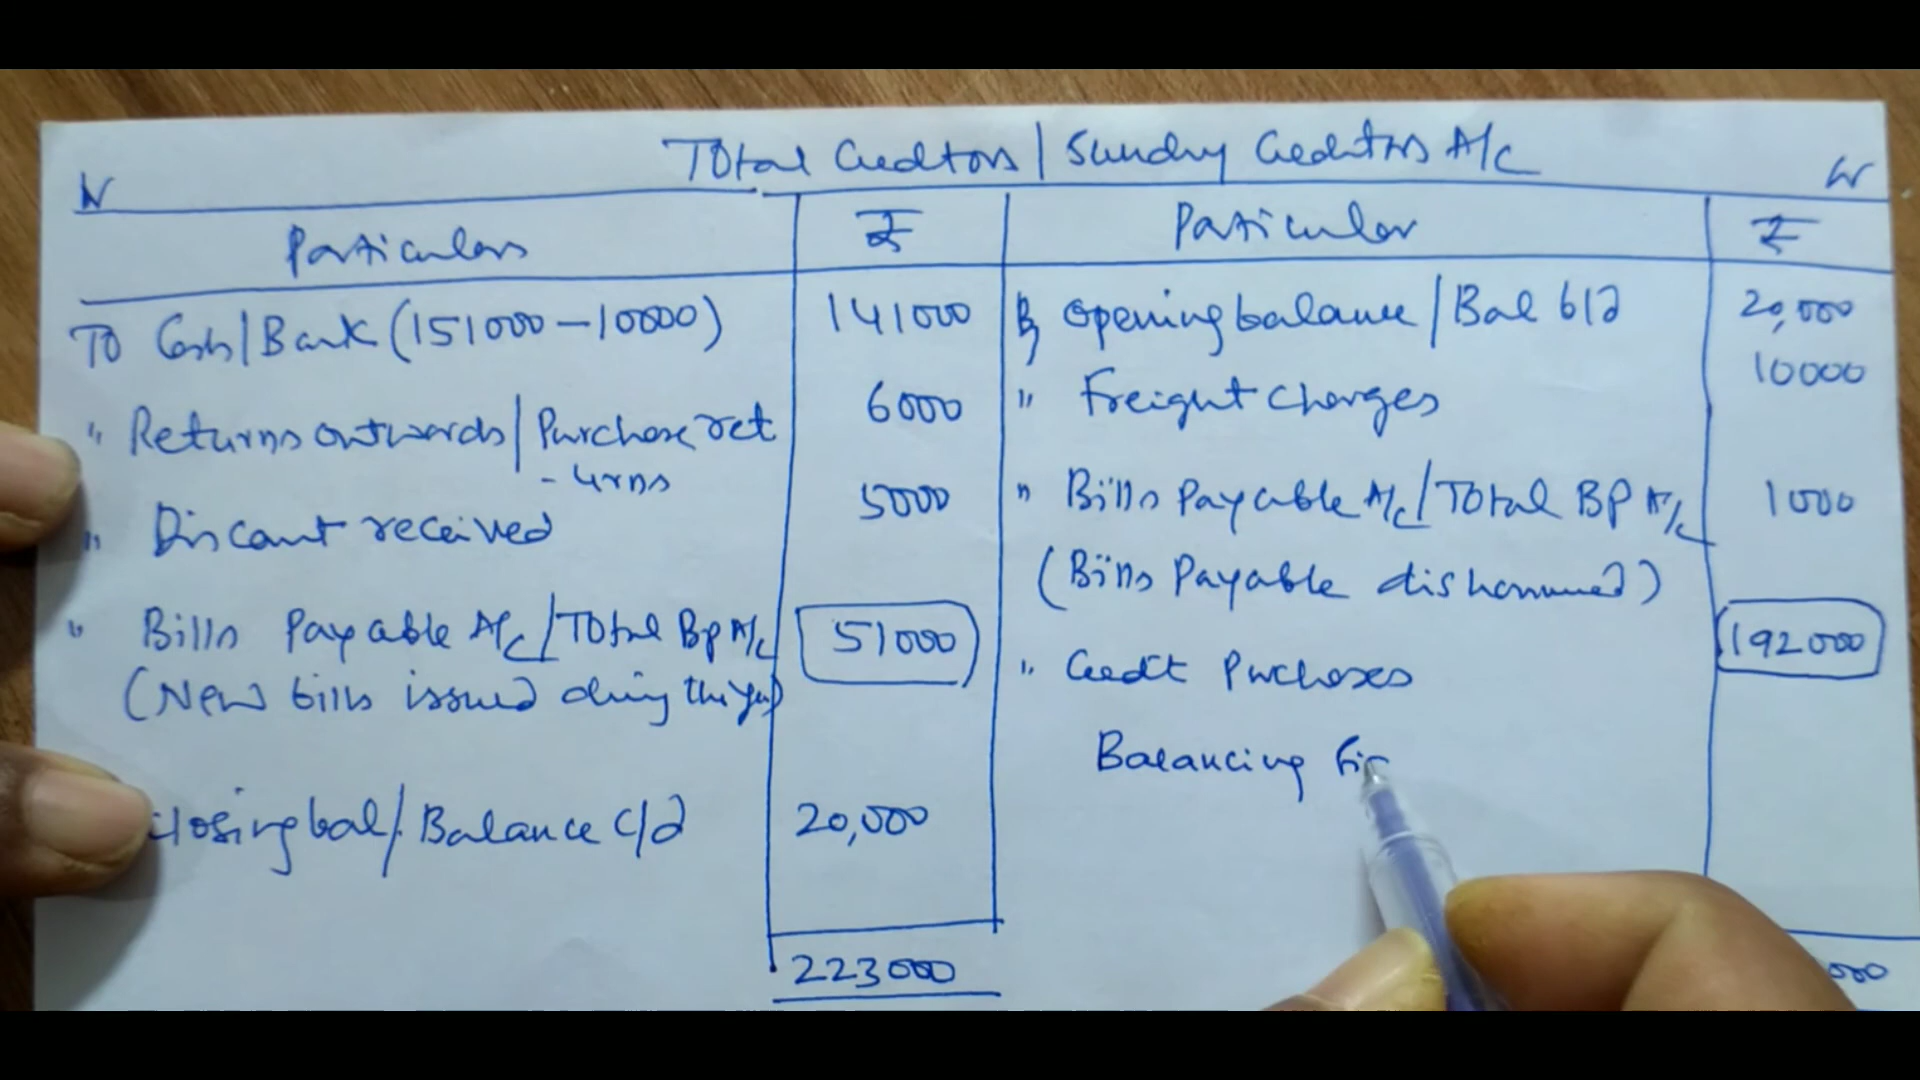 Total Creditors | Sundry Creditors A/c
Particulars ₹ Particular ₹
To Cash/Bank (151000-10000) 141000 By Opening balance/Bal b/d 20,000
" Returns outwards/Purchase ret 6000 " Freight charges 10000
- urns
" Discount received 5000 " Bills Payable A/c/Total BP A/c 1000
(Bills Payable dishonoured)
" Bills Payable A/c/Total BP A/c 51000 " Credit Purchases 192000
(New bills issued during the year)
Balancing
closing bal/Balance c/d 20,000
223000 000